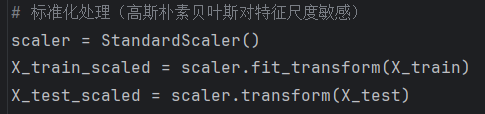 # 标准化处理（高斯朴素贝叶斯对特征尺度敏感）
scaler = StandardScaler()
X_train_scaled = scaler.fit_transform(X_train)
X_test_scaled = scaler.transform(X_test)